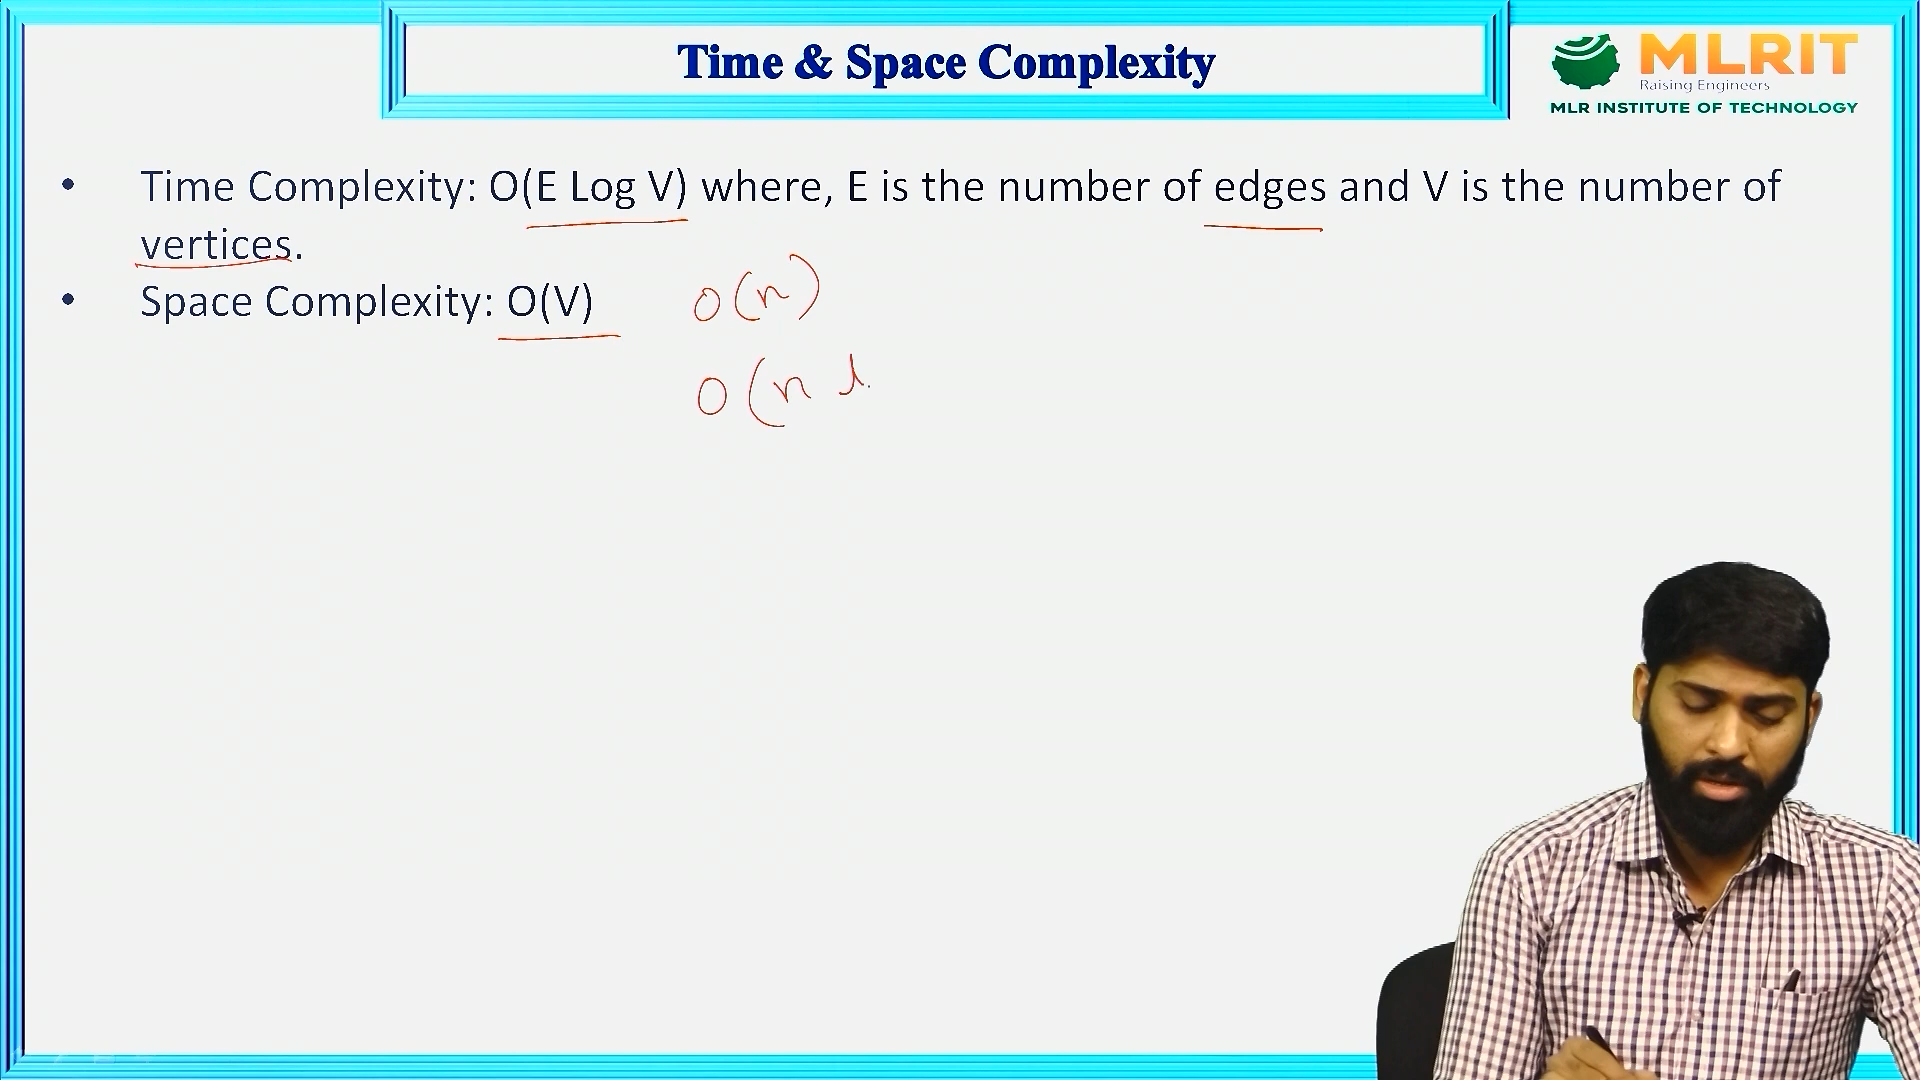 Time & Space Complexity
MLRIT
Raising Engineers
MLR INSTITUTE OF TECHNOLOGY
• Time Complexity: O(E Log V) where, E is the number of edges and V is the number of
vertices.
• Space Complexity: O(V)
O(n)
O(n l